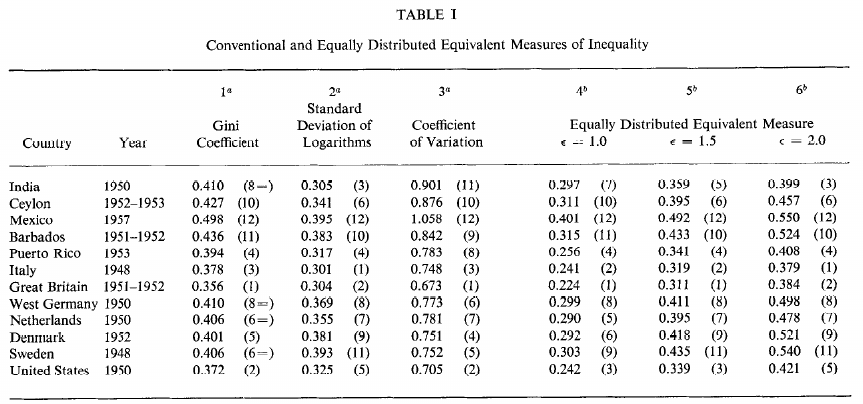 TABLE I
Conventional and Equally Distributed Equivalent Measures of Inequality
1ᵃ 2ᵃ 3ᵃ 4ᵇ 5ᵇ 6ᵇ
Standard
Gini Deviation of Coefficient Equally Distributed Equivalent Measure
Country Year Coefficient Logarithms of Variation ϵ = 1.0 ϵ = 1.5 ϵ = 2.0
India 1950 0.410 (8=) 0.305 (3) 0.901 (11) 0.297 (7) 0.359 (5) 0.399 (3)
Ceylon 1952–1953 0.427 (10) 0.341 (6) 0.876 (10) 0.311 (10) 0.395 (6) 0.457 (6)
Mexico 1957 0.498 (12) 0.395 (12) 1.058 (12) 0.401 (12) 0.492 (12) 0.550 (12)
Barbados 1951–1952 0.436 (11) 0.383 (10) 0.842 (9) 0.315 (11) 0.433 (10) 0.524 (10)
Puerto Rico 1953 0.394 (4) 0.317 (4) 0.783 (8) 0.256 (4) 0.341 (4) 0.408 (4)
Italy 1948 0.378 (3) 0.301 (1) 0.748 (3) 0.241 (2) 0.319 (2) 0.379 (1)
Great Britain 1951–1952 0.356 (1) 0.304 (2) 0.673 (1) 0.224 (1) 0.311 (1) 0.384 (2)
West Germany 1950 0.410 (8=) 0.369 (8) 0.773 (6) 0.299 (8) 0.411 (8) 0.498 (8)
Netherlands 1950 0.406 (6=) 0.355 (7) 0.781 (7) 0.290 (5) 0.395 (7) 0.478 (7)
Denmark 1952 0.401 (5) 0.381 (9) 0.751 (4) 0.292 (6) 0.418 (9) 0.521 (9)
Sweden 1948 0.406 (6=) 0.393 (11) 0.752 (5) 0.303 (9) 0.435 (11) 0.540 (11)
United States 1950 0.372 (2) 0.325 (5) 0.705 (2) 0.242 (3) 0.339 (3) 0.421 (5)